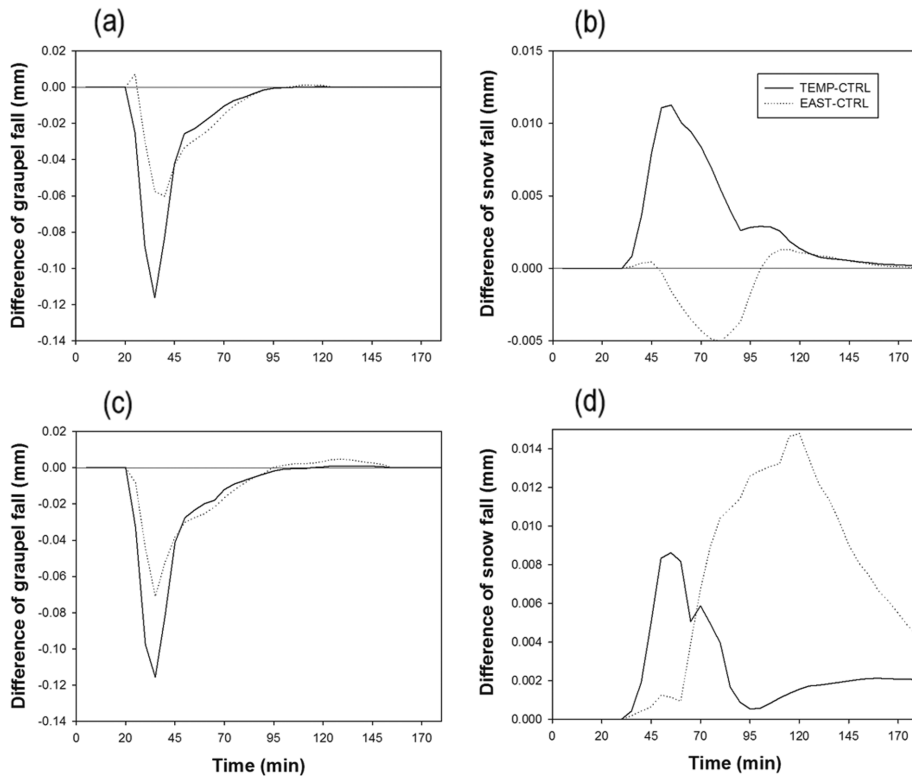 (a)
Difference of graupel fall (mm)
0.02
0.00
-0.02
-0.04
-0.06
-0.08
-0.10
-0.12
-0.14
20 45 70 95 120 145 170
(b)
Difference of snow fall (mm)
0.015
0.010
0.005
0.000
-0.005
TEMP-CTRL
EAST-CTRL
20 45 70 95 120 145 170
(c)
Difference of graupel fall (mm)
0.02
0.00
-0.02
-0.04
-0.06
-0.08
-0.10
-0.12
-0.14
20 45 70 95 120 145 170
Time (min)
(d)
Difference of snow fall (mm)
0.014
0.012
0.010
0.008
0.006
0.004
0.002
0.000
20 45 70 95 120 145 170
Time (min)